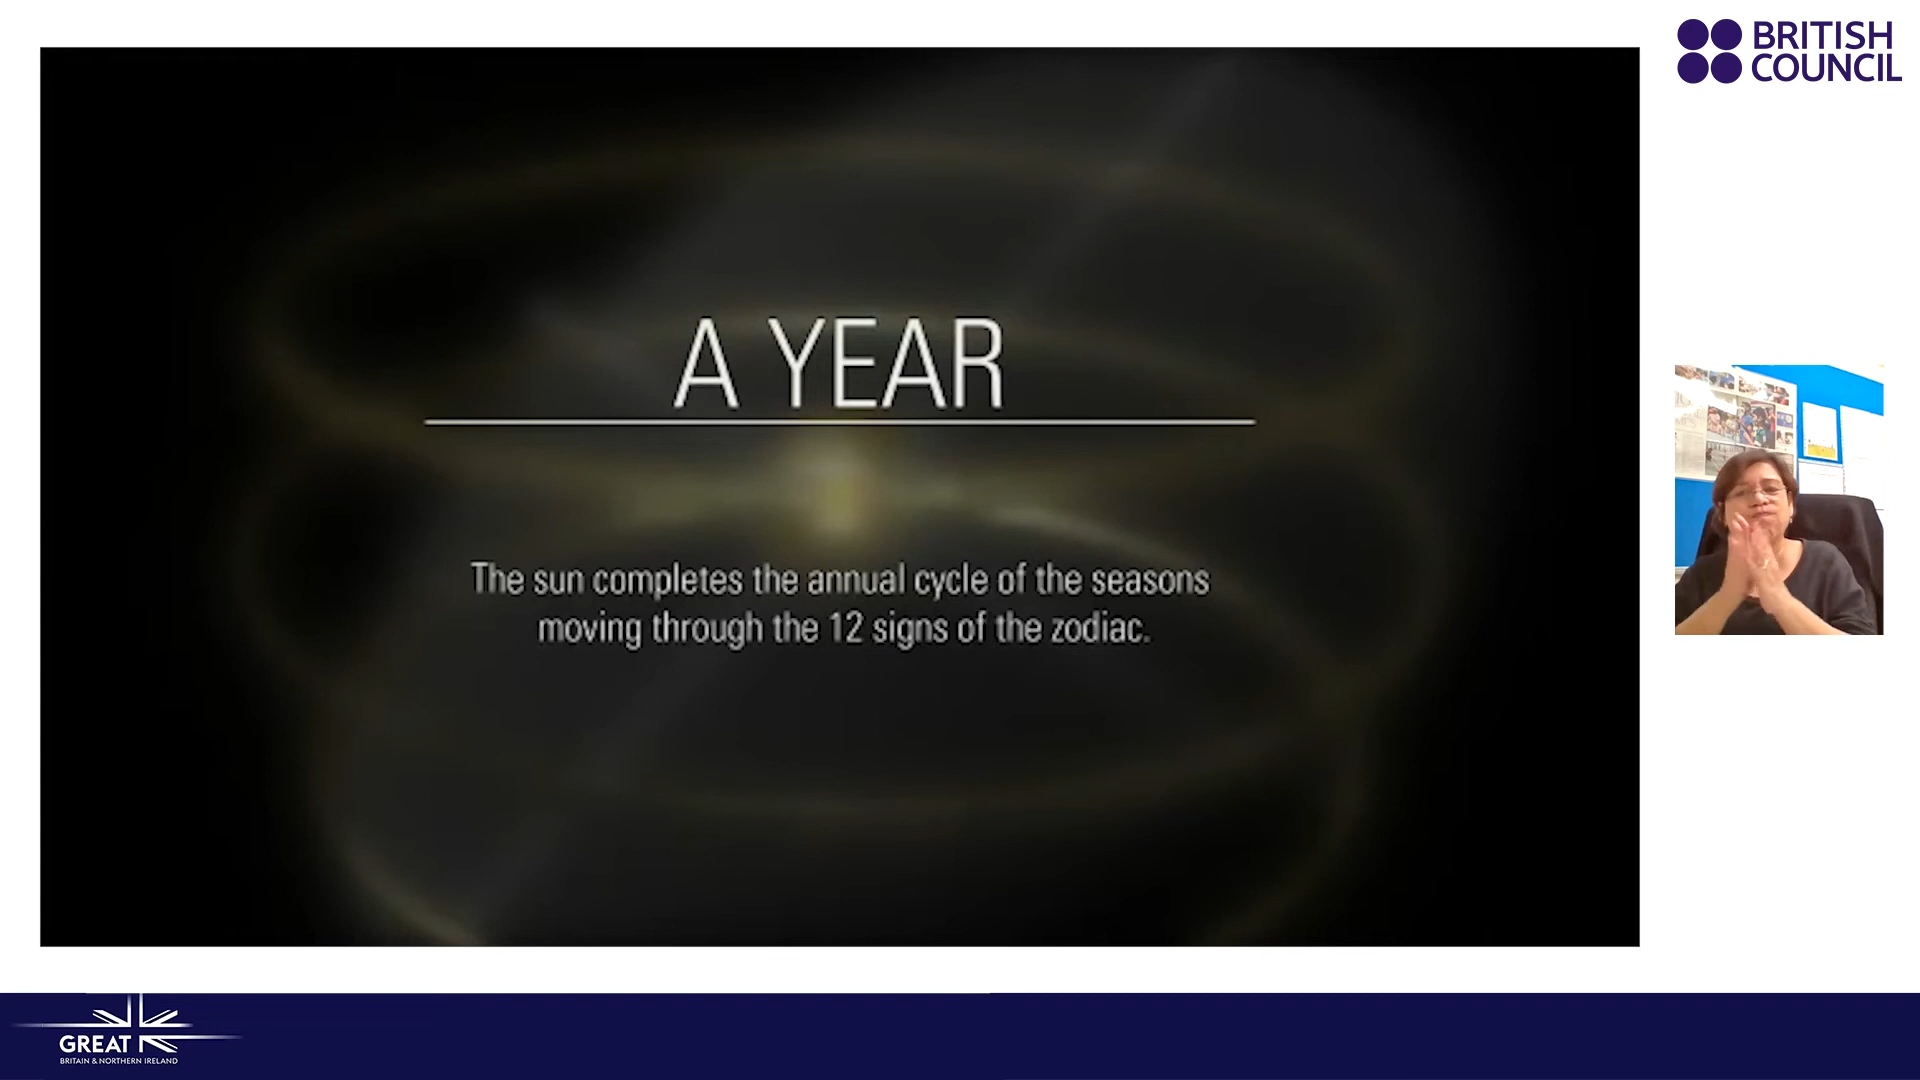 BRITISH
COUNCIL
A YEAR
The sun completes the annual cycle of the seasons
moving through the 12 signs of the zodiac.
GREAT
BRITAIN & NORTHERN IRELAND